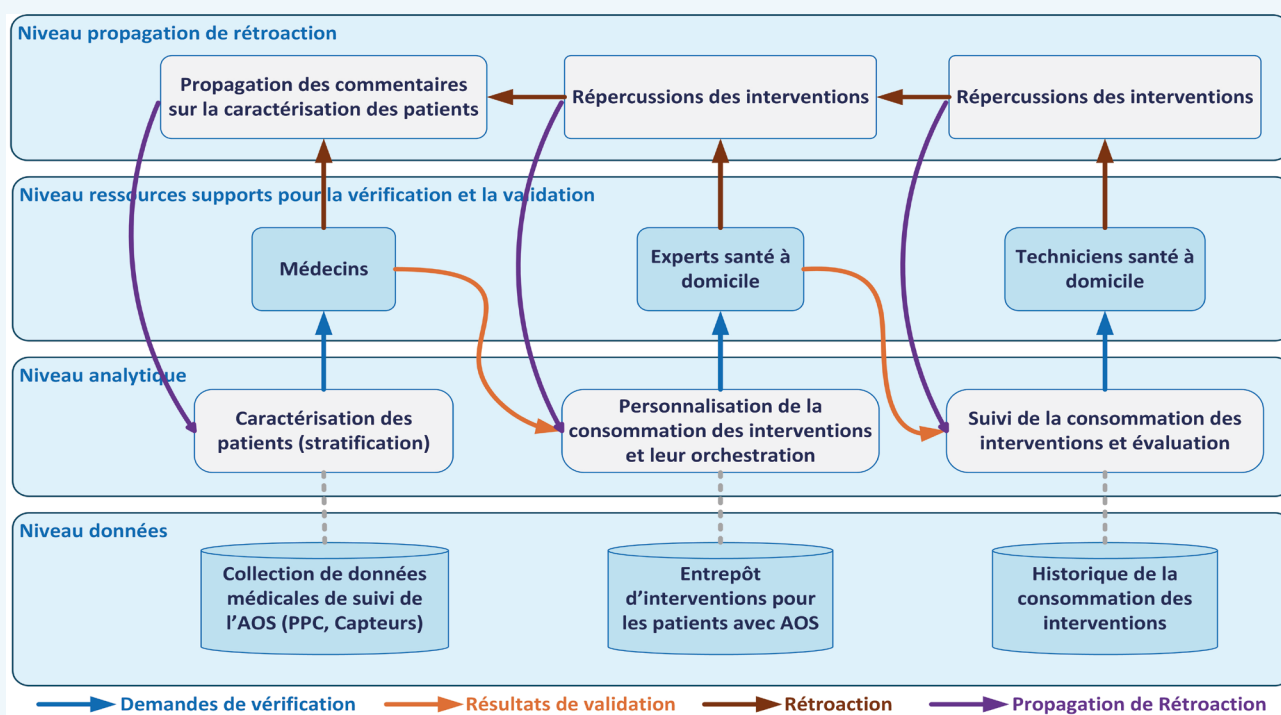 Niveau propagation de rétroaction
Propagation des commentaires
sur la caractérisation des patients
Répercussions des interventions
Répercussions des interventions
Niveau ressources supports pour la vérification et la validation
Médecins
Experts santé à
domicile
Techniciens santé à
domicile
Niveau analytique
Caractérisation des
patients (stratification)
Personnalisation de la
consommation des interventions
et leur orchestration
Suivi de la consommation des
interventions et évaluation
Niveau données
Collection de données
médicales de suivi de
l'AOS (PPC, Capteurs)
Entrepôt
d'interventions pour
les patients avec AOS
Historique de la
consommation des
interventions
Demandes de vérification
Résultats de validation
Rétroaction
Propagation de Rétroaction